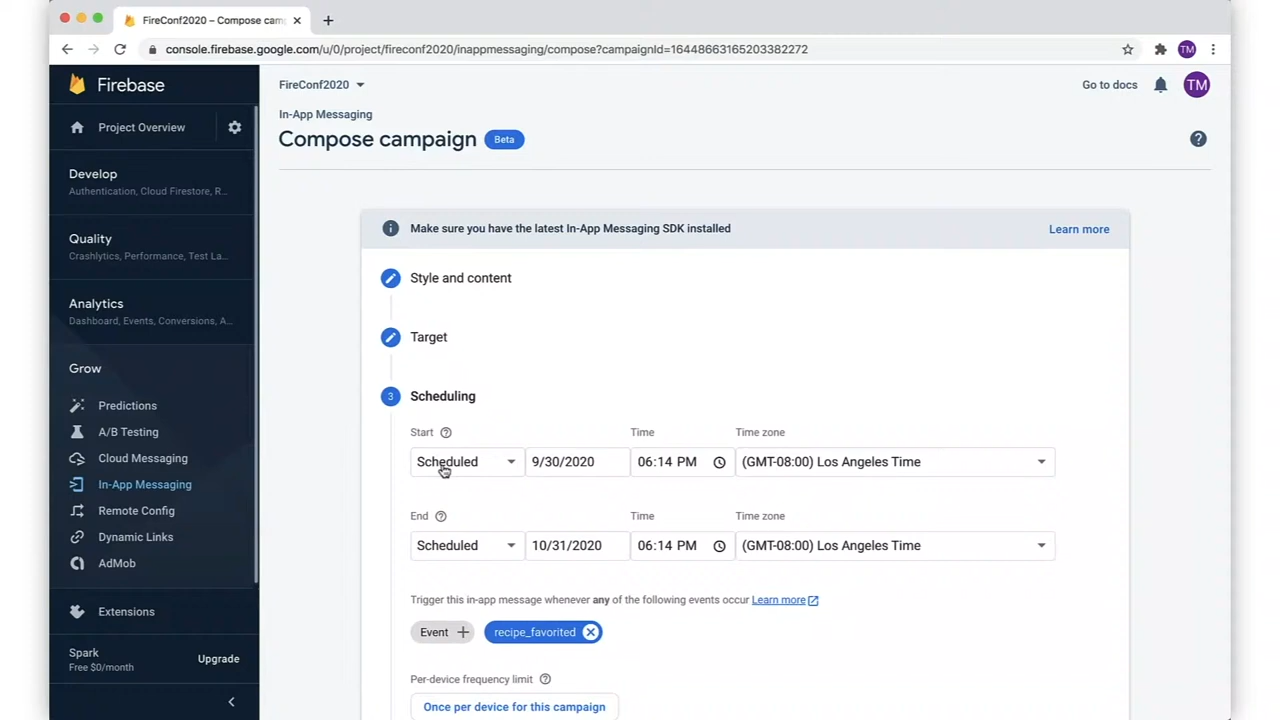 FireConf2020 – Compose cam
console.firebase.google.com/u/0/project/fireconf2020/inappmessaging/compose?campaignId=16448663165203382272
TM
Firebase
FireConf2020
Go to docs
TM
In-App Messaging
Compose campaign
Beta
Project Overview
Develop
Authentication, Cloud Firestore, R...
Quality
Crashlytics, Performance, Test La...
Analytics
Dashboard, Events, Conversions, A...
Grow
Predictions
A/B Testing
Cloud Messaging
In-App Messaging
Remote Config
Dynamic Links
AdMob
Extensions
Spark
Free $0/month
Upgrade
Make sure you have the latest In-App Messaging SDK installed
Learn more
Style and content
Target
3 Scheduling
Start
Time
Time zone
Scheduled
9/30/2020
06:14 PM
(GMT-08:00) Los Angeles Time
End
Time
Time zone
Scheduled
10/31/2020
06:14 PM
(GMT-08:00) Los Angeles Time
Trigger this in-app message whenever any of the following events occur Learn more
Event
recipe_favorited
Per-device frequency limit
Once per device for this campaign